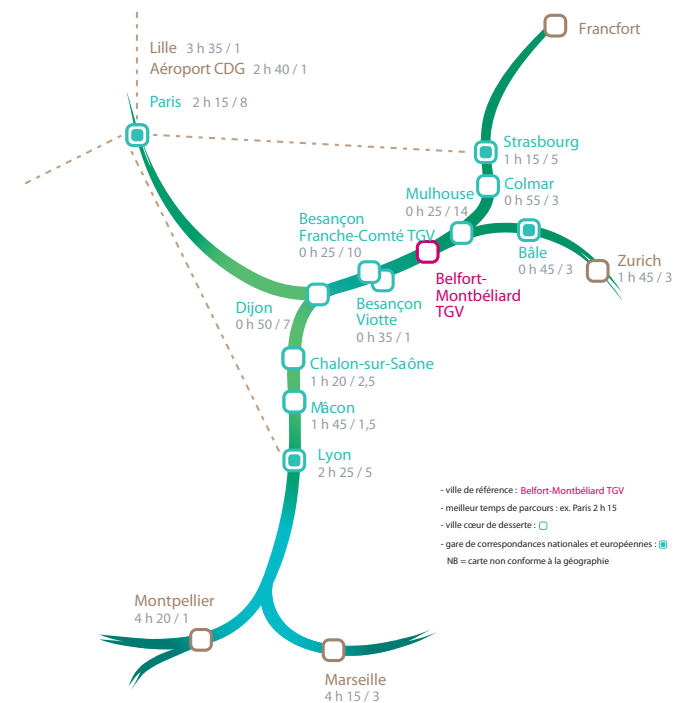 Lille 3 h 35 / 1
Aéroport CDG 2 h 40 / 1
Paris 2 h 15 / 8
Francfort
Strasbourg
1 h 15 / 5
Colmar
0 h 55 / 3
Mulhouse
0 h 25 / 14
Besançon
Franche-Comté TGV
0 h 25 / 10
Bâle
0 h 45 / 3
Zurich
1 h 45 / 3
Belfort-
Montbéliard
TGV
Besançon
Viotte
0 h 35 / 1
Dijon
0 h 50 / 7
Chalon-sur-Saône
1 h 20 / 2,5
Mâcon
1 h 45 / 1,5
Lyon
2 h 25 / 5
- ville de référence : Belfort-Montbéliard TGV
- meilleur temps de parcours : ex. Paris 2 h 15
- ville cœur de desserte :
- gare de correspondances nationales et européennes :
NB = carte non conforme à la géographie
Montpellier
4 h 20 / 1
Marseille
4 h 15 / 3